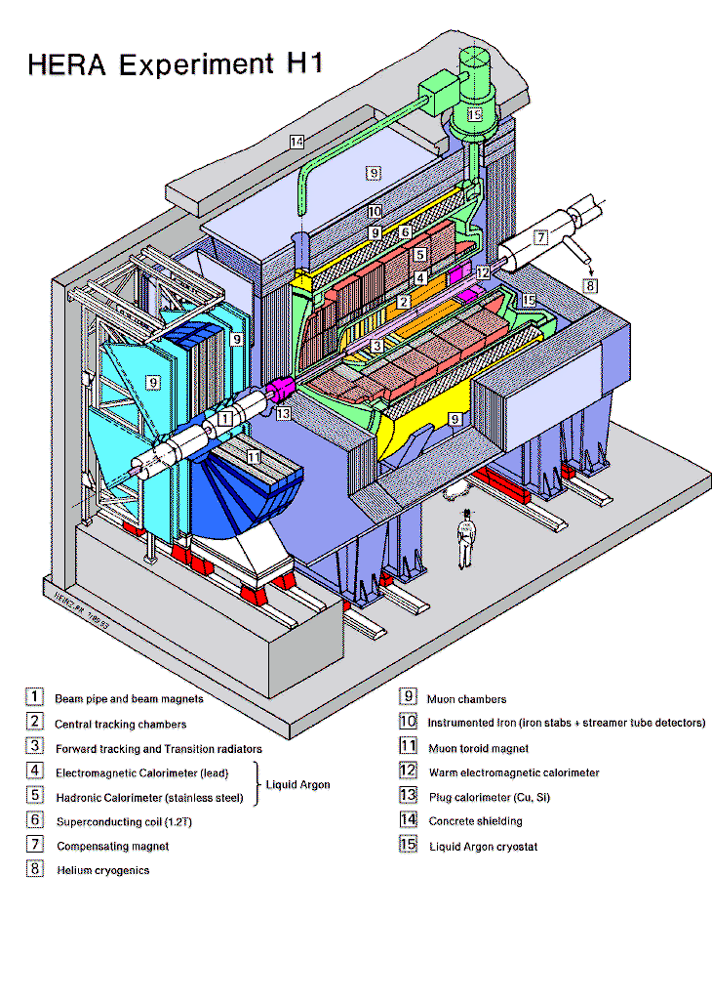 HERA Experiment H1
15
14
9
10
9
6
7
5
12
4
8
2
15
9
3
9
13
1
9
11
1 Beam pipe and beam magnets
2 Central tracking chambers
3 Forward tracking and Transition radiators
4 Electromagnetic Calorimeter (lead)
5 Hadronic Calorimeter (stainless steel)
Liquid Argon
6 Superconducting coil (1.2T)
7 Compensating magnet
8 Helium cryogenics
9 Muon chambers
10 Instrumented Iron (iron stabs + streamer tube detectors)
11 Muon toroid magnet
12 Warm electromagnetic calorimeter
13 Plug calorimeter (Cu, Si)
14 Concrete shielding
15 Liquid Argon cryostat